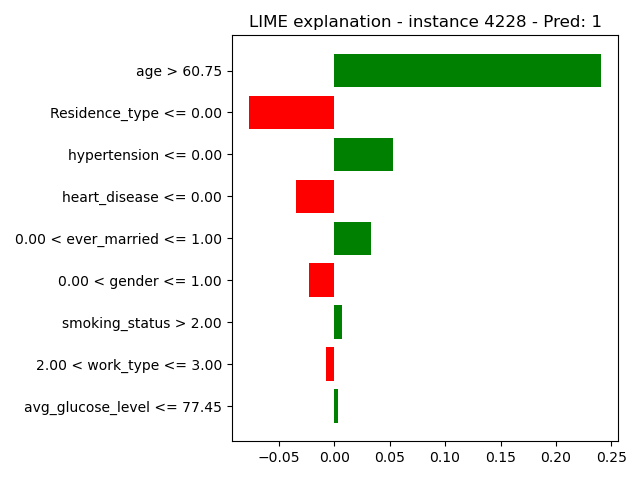 LIME explanation - instance 4228 - Pred: 1
age > 60.75
Residence_type <= 0.00
hypertension <= 0.00
heart_disease <= 0.00
0.00 < ever_married <= 1.00
0.00 < gender <= 1.00
smoking_status > 2.00
2.00 < work_type <= 3.00
avg_glucose_level <= 77.45
−0.05 0.00 0.05 0.10 0.15 0.20 0.25